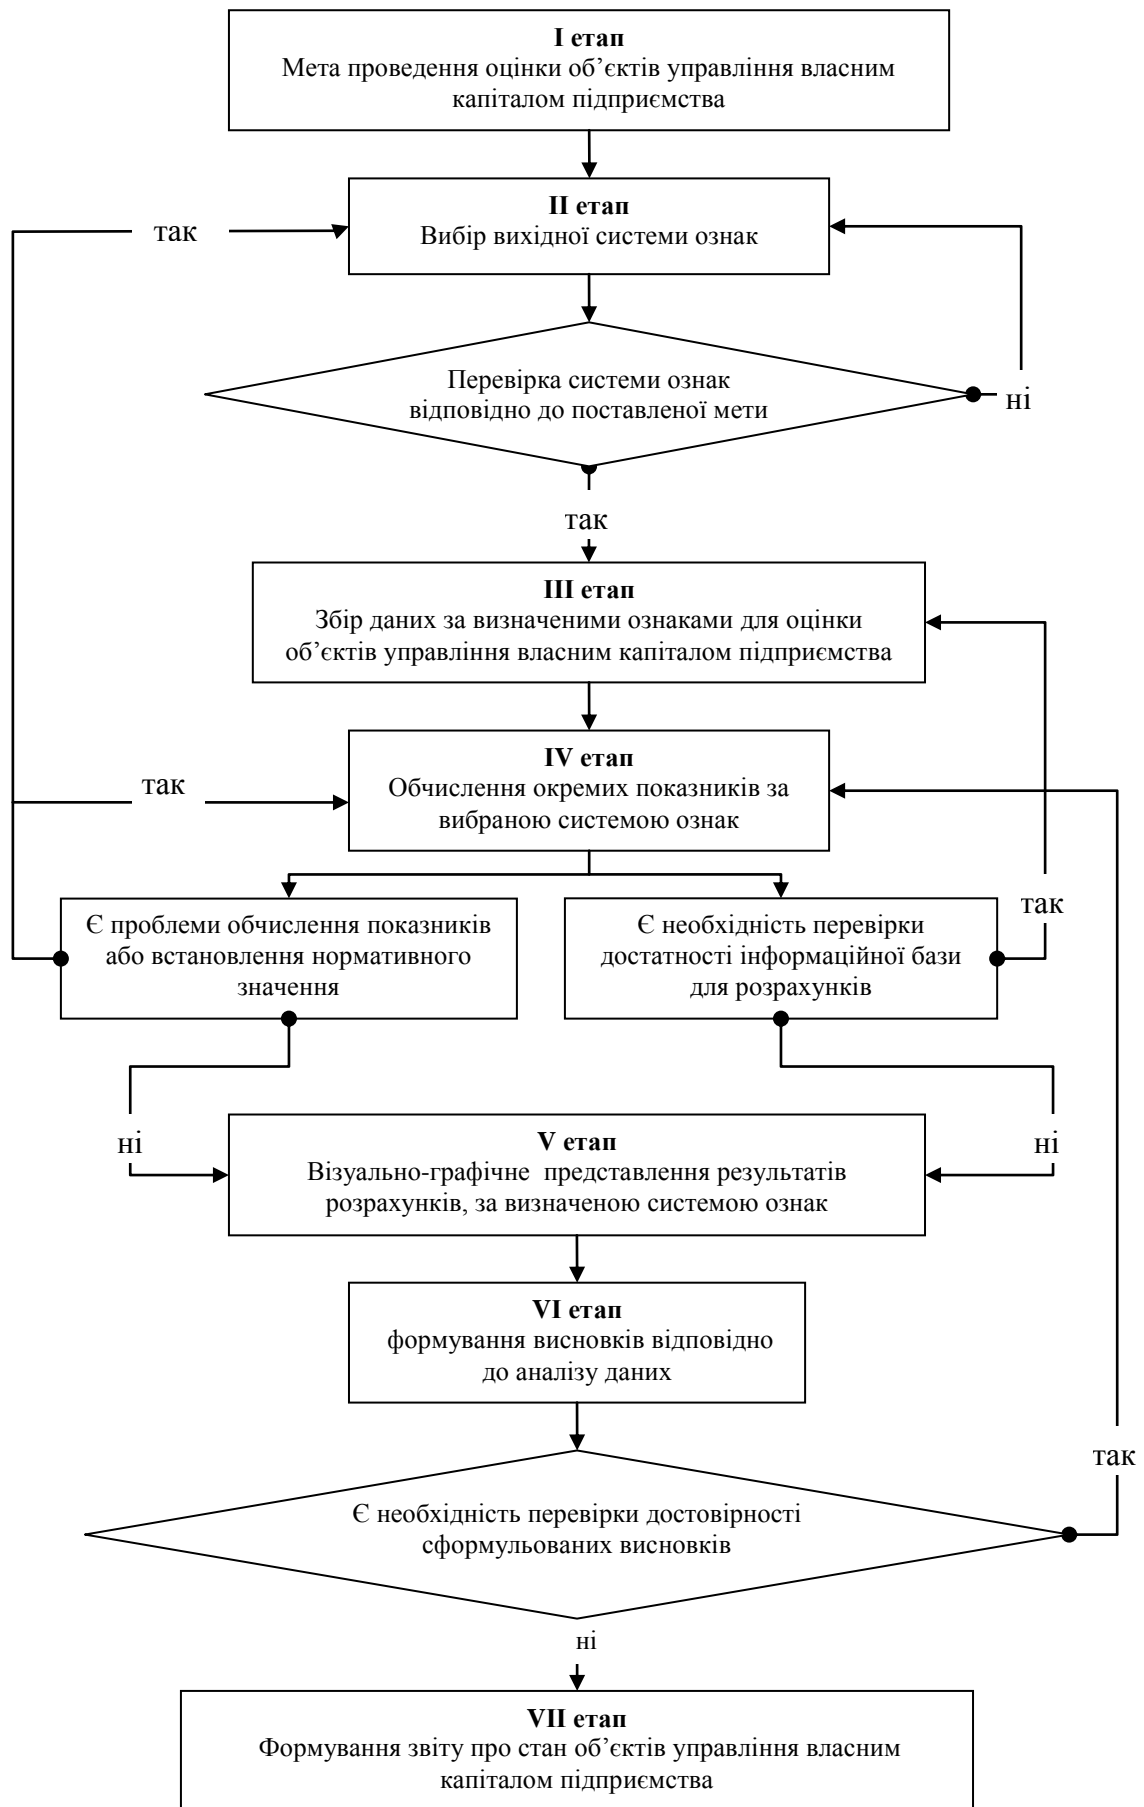 І етап
Мета проведення оцінки об’єктів управління власним
капіталом підприємства
ІІ етап
Вибір вихідної системи ознак
так
Перевірка системи ознак
відповідно до поставленої мети
ні
так
ІІІ етап
Збір даних за визначеними ознаками для оцінки
об’єктів управління власним капіталом підприємства
IV етап
Обчислення окремих показників за
вибраною системою ознак
так
Є проблеми обчислення показників
або встановлення нормативного
значення
Є необхідність перевірки
достатності інформаційної бази
для розрахунків
так
ні
V етап
Візуально-графічне представлення результатів
розрахунків, за визначеною системою ознак
ні
VI етап
формування висновків відповідно
до аналізу даних
так
Є необхідність перевірки достовірності
сформульованих висновків
ні
VII етап
Формування звіту про стан об’єктів управління власним
капіталом підприємства